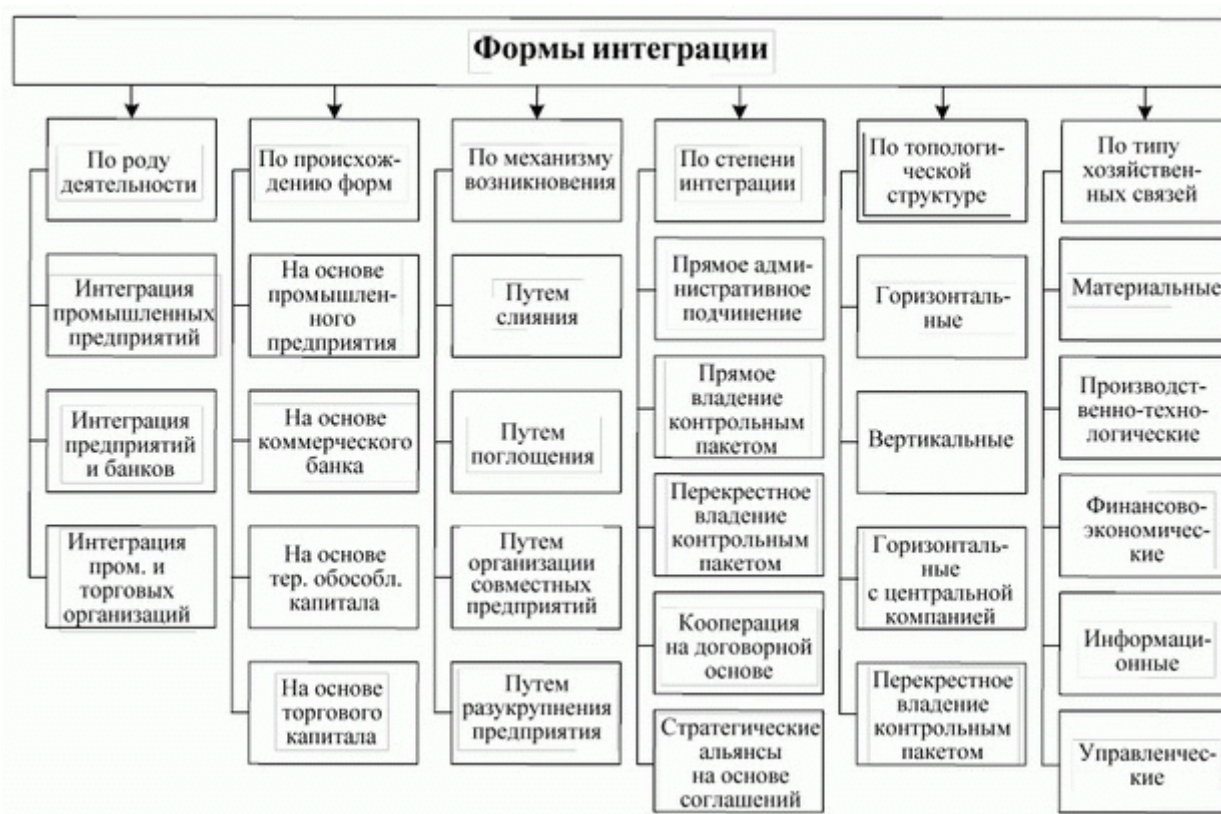 Формы интеграции
По роду
деятельности
Интеграция
промышленных
предприятий
Интеграция
предприятий
и банков
Интеграция
пром. и
торговых
организаций
По происхож-
дению форм
На основе
промышлен-
ного
предприятия
На основе
коммерческого
банка
На основе
тер. обособл.
капитала
На основе
торгового
капитала
По механизму
возникновения
Путем
слияния
Путем
поглощения
Путем
организации
совместных
предприятий
Путем
разукрупнения
предприятия
По степени
интеграции
Прямое адми-
нистративное
подчинение
Прямое
владение
контрольным
пакетом
Перекрестное
владение
контрольным
пакетом
Кооперация
на договорной
основе
Стратегические
альянсы
на основе
соглашений
По топологи-
ческой
структуре
Горизонталь-
ные
Вертикальные
Горизонталь-
ные
с центральной
компанией
Перекрестное
владение
контрольным
пакетом
По типу
хозяйствен-
ных связей
Материальные
Производст-
венно-техно-
логические
Финансово-
экономичес-
кие
Информаци-
онные
Управленчес-
кие